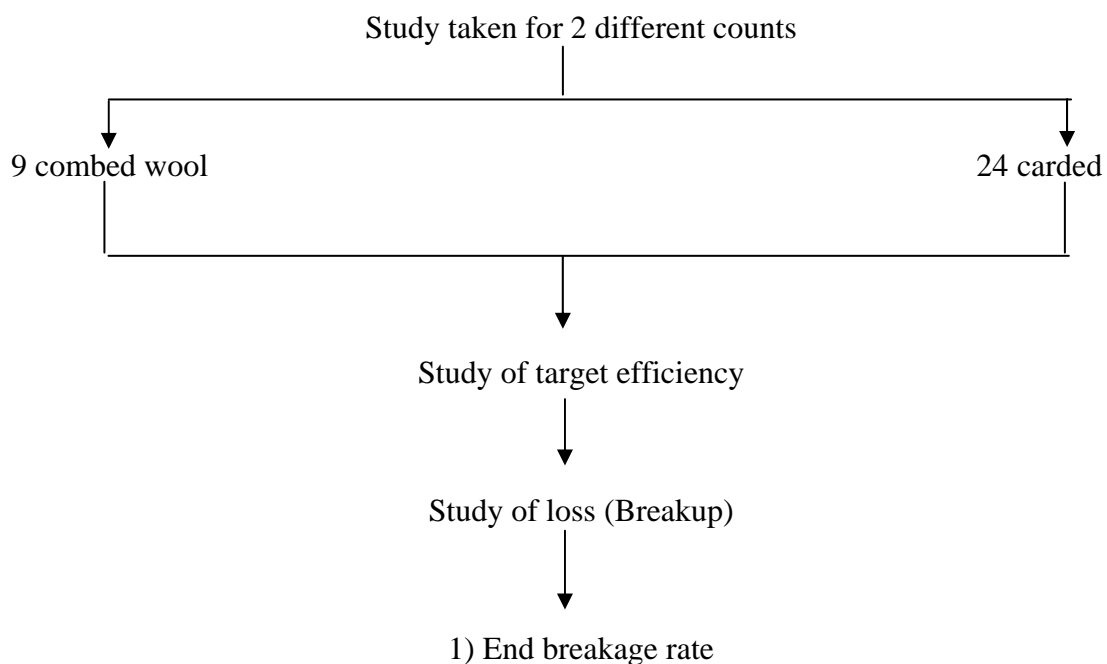 Study taken for 2 different counts
9 combed wool
24 carded
Study of target efficiency
Study of loss (Breakup)
1) End breakage rate